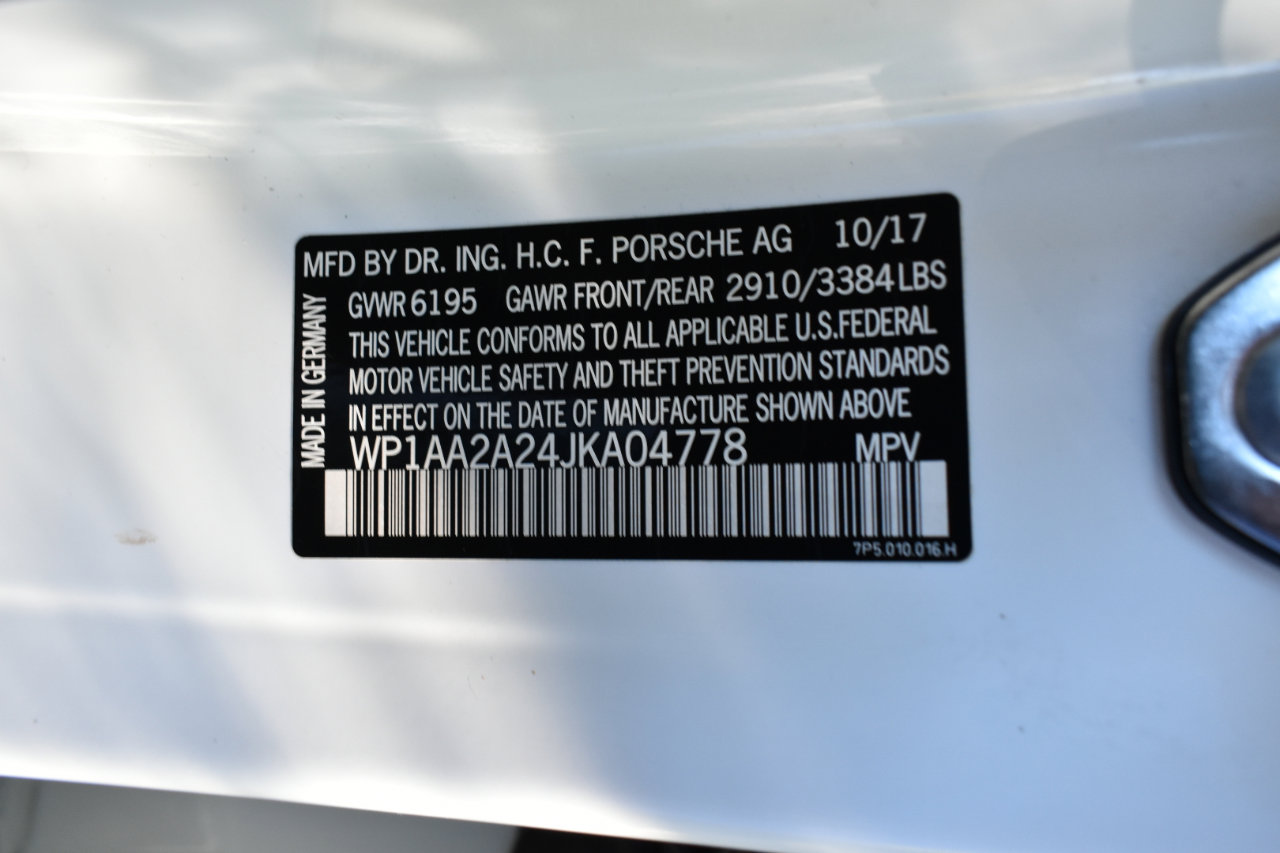 MFD BY DR. ING. H.C. F. PORSCHE AG 10/17
GVWR 6195 GAWR FRONT/REAR 2910/3384 LBS
THIS VEHICLE CONFORMS TO ALL APPLICABLE U.S.FEDERAL
MOTOR VEHICLE SAFETY AND THEFT PREVENTION STANDARDS
IN EFFECT ON THE DATE OF MANUFACTURE SHOWN ABOVE
WP1AA2A24JKA04778 MPV
7P5.010.016.H
MADE IN GERMANY